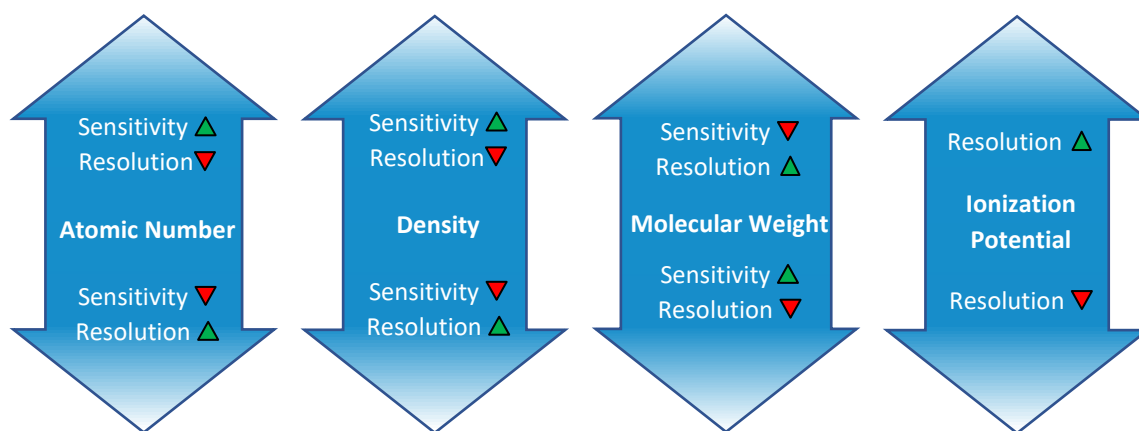 Sensitivity
Resolution
Atomic Number
Sensitivity
Resolution
Sensitivity
Resolution
Density
Sensitivity
Resolution
Sensitivity
Resolution
Molecular Weight
Sensitivity
Resolution
Resolution
Ionization
Potential
Resolution